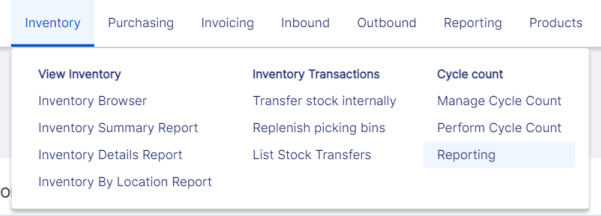 Inventory Purchasing Invoicing Inbound Outbound Reporting Products
View Inventory
Inventory Browser
Inventory Summary Report
Inventory Details Report
Inventory By Location Report
Inventory Transactions
Transfer stock internally
Replenish picking bins
List Stock Transfers
Cycle count
Manage Cycle Count
Perform Cycle Count
Reporting